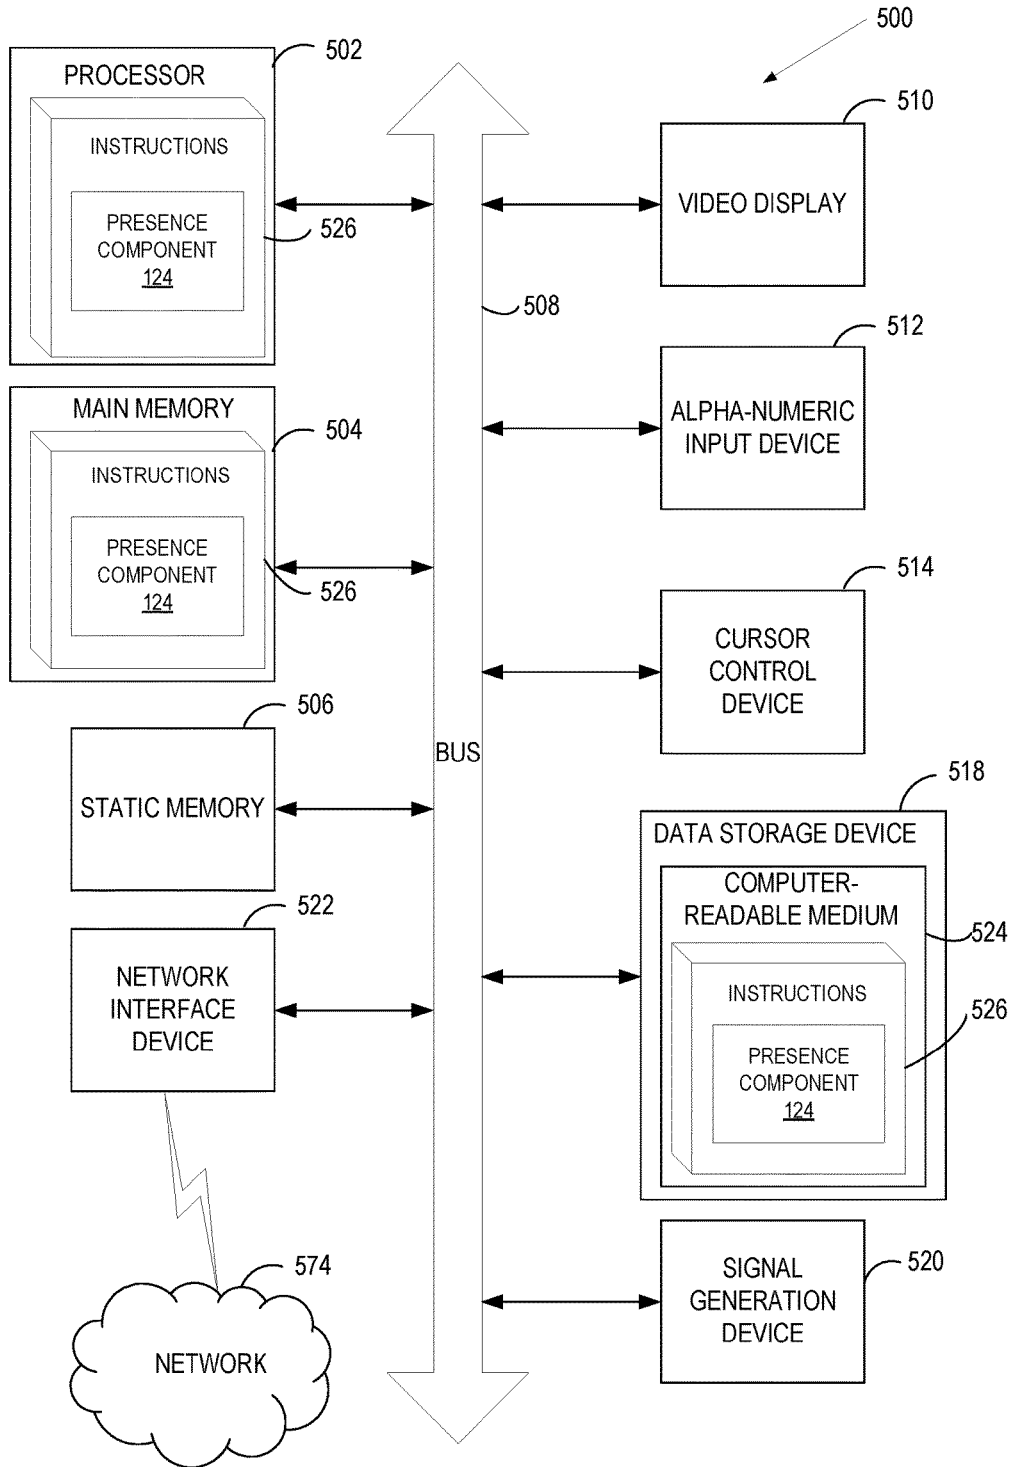 500
502
PROCESSOR
INSTRUCTIONS
PRESENCE
COMPONENT
124
526
MAIN MEMORY
504
INSTRUCTIONS
PRESENCE
COMPONENT
124
526
506
STATIC MEMORY
522
NETWORK
INTERFACE
DEVICE
574
NETWORK
BUS
508
510
VIDEO DISPLAY
512
ALPHA-NUMERIC
INPUT DEVICE
514
CURSOR
CONTROL
DEVICE
518
DATA STORAGE DEVICE
COMPUTER-
READABLE MEDIUM
524
INSTRUCTIONS
526
PRESENCE
COMPONENT
124
SIGNAL
GENERATION
DEVICE
520